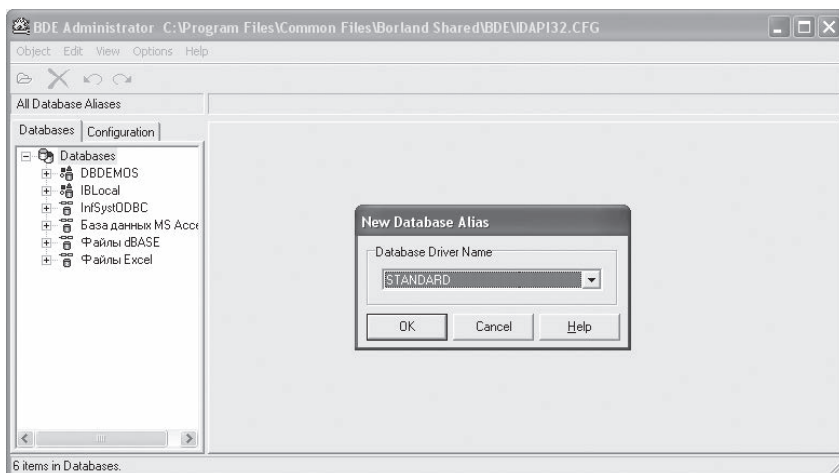 BDE Administrator C:\Program Files\Common Files\Borland Shared\BDE\IDAPI32.CFG
Object Edit View Options Help
All Database Aliases
Databases Configuration
Databases
DBDEMOS
IBLocal
InfSystODBC
База данных MS Acce
Файлы dBASE
Файлы Excel
New Database Alias
Database Driver Name
STANDARD
OK Cancel Help
6 items in Databases.